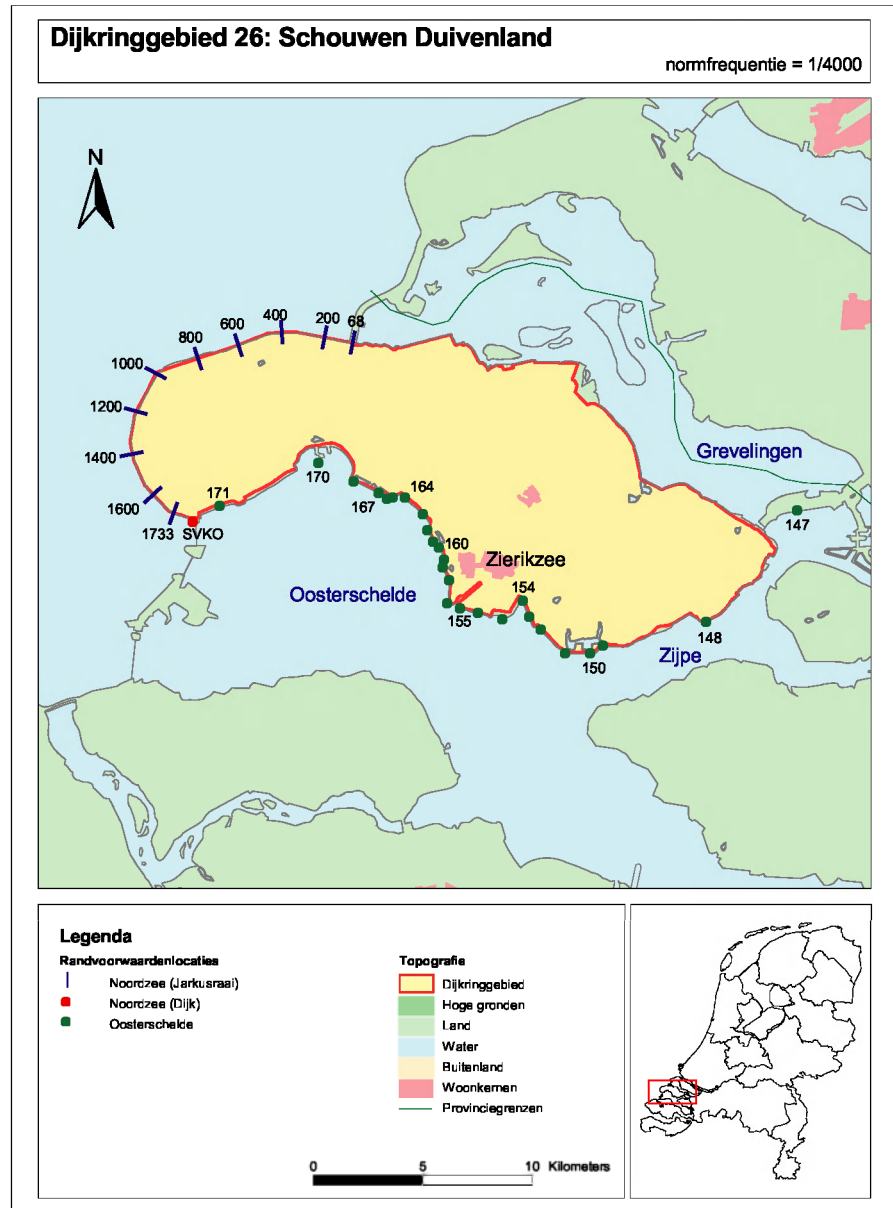 Dijkringgebied 26: Schouwen Duivenland
normfrequentie = 1/4000
N
68
200
400
600
800
1000
1200
1400
1600
1733
SVKO
171
170
167
164
160
Zierikzee
155
154
150
148
147
Grevelingen
Oosterschelde
Zijpe
Legenda
Randvoorwaardenlocaties
Noordzee (Jarkusraai)
Noordzee (Dijk)
Oosterschelde
Topografie
Dijkringgebied
Hoge gronden
Land
Water
Buitenland
Woonkernen
Provinciegrenzen
0 5 10 Kilometers